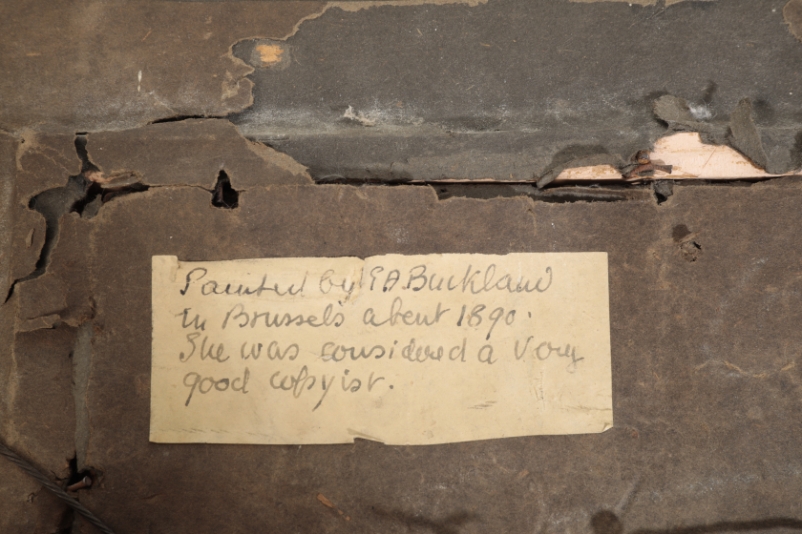 Painted by E A Buckland
in Brussels about 1890.
She was considered a very
good copyist.